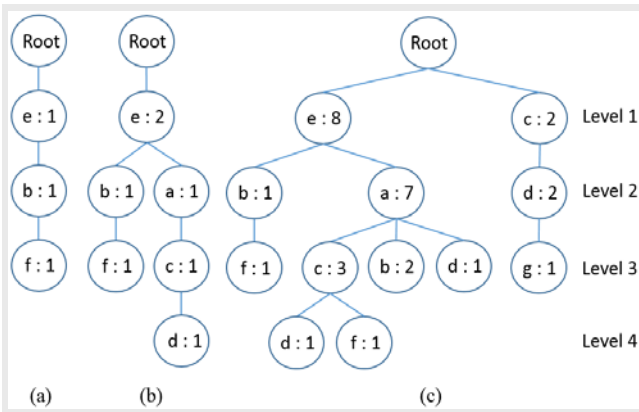 Root Root Root
e : 1 e : 2 e : 8 c : 2 Level 1
b : 1 b : 1 a : 1 b : 1 a : 7 d : 2 Level 2
f : 1 f : 1 c : 1 f : 1 c : 3 b : 2 d : 1 g : 1 Level 3
d : 1 d : 1 f : 1 Level 4
(a) (b) (c)